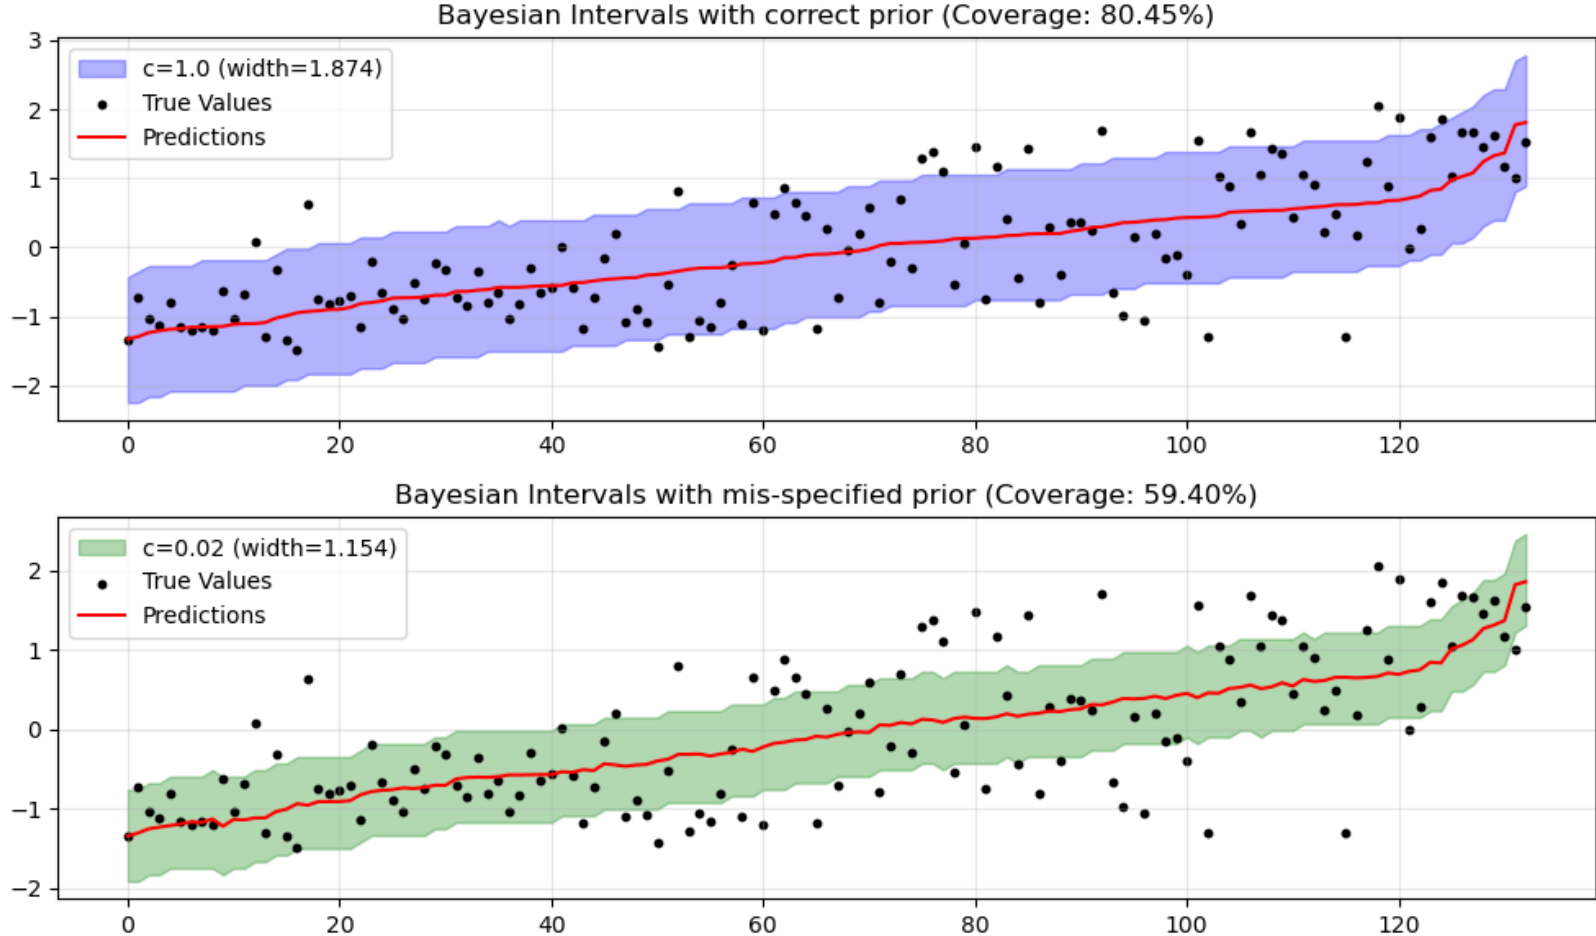 Bayesian Intervals with correct prior (Coverage: 80.45%)
3
2
1
0
−1
−2
c=1.0 (width=1.874)
True Values
Predictions
0 20 40 60 80 100 120
Bayesian Intervals with mis-specified prior (Coverage: 59.40%)
2
1
0
−1
−2
c=0.02 (width=1.154)
True Values
Predictions
0 20 40 60 80 100 120